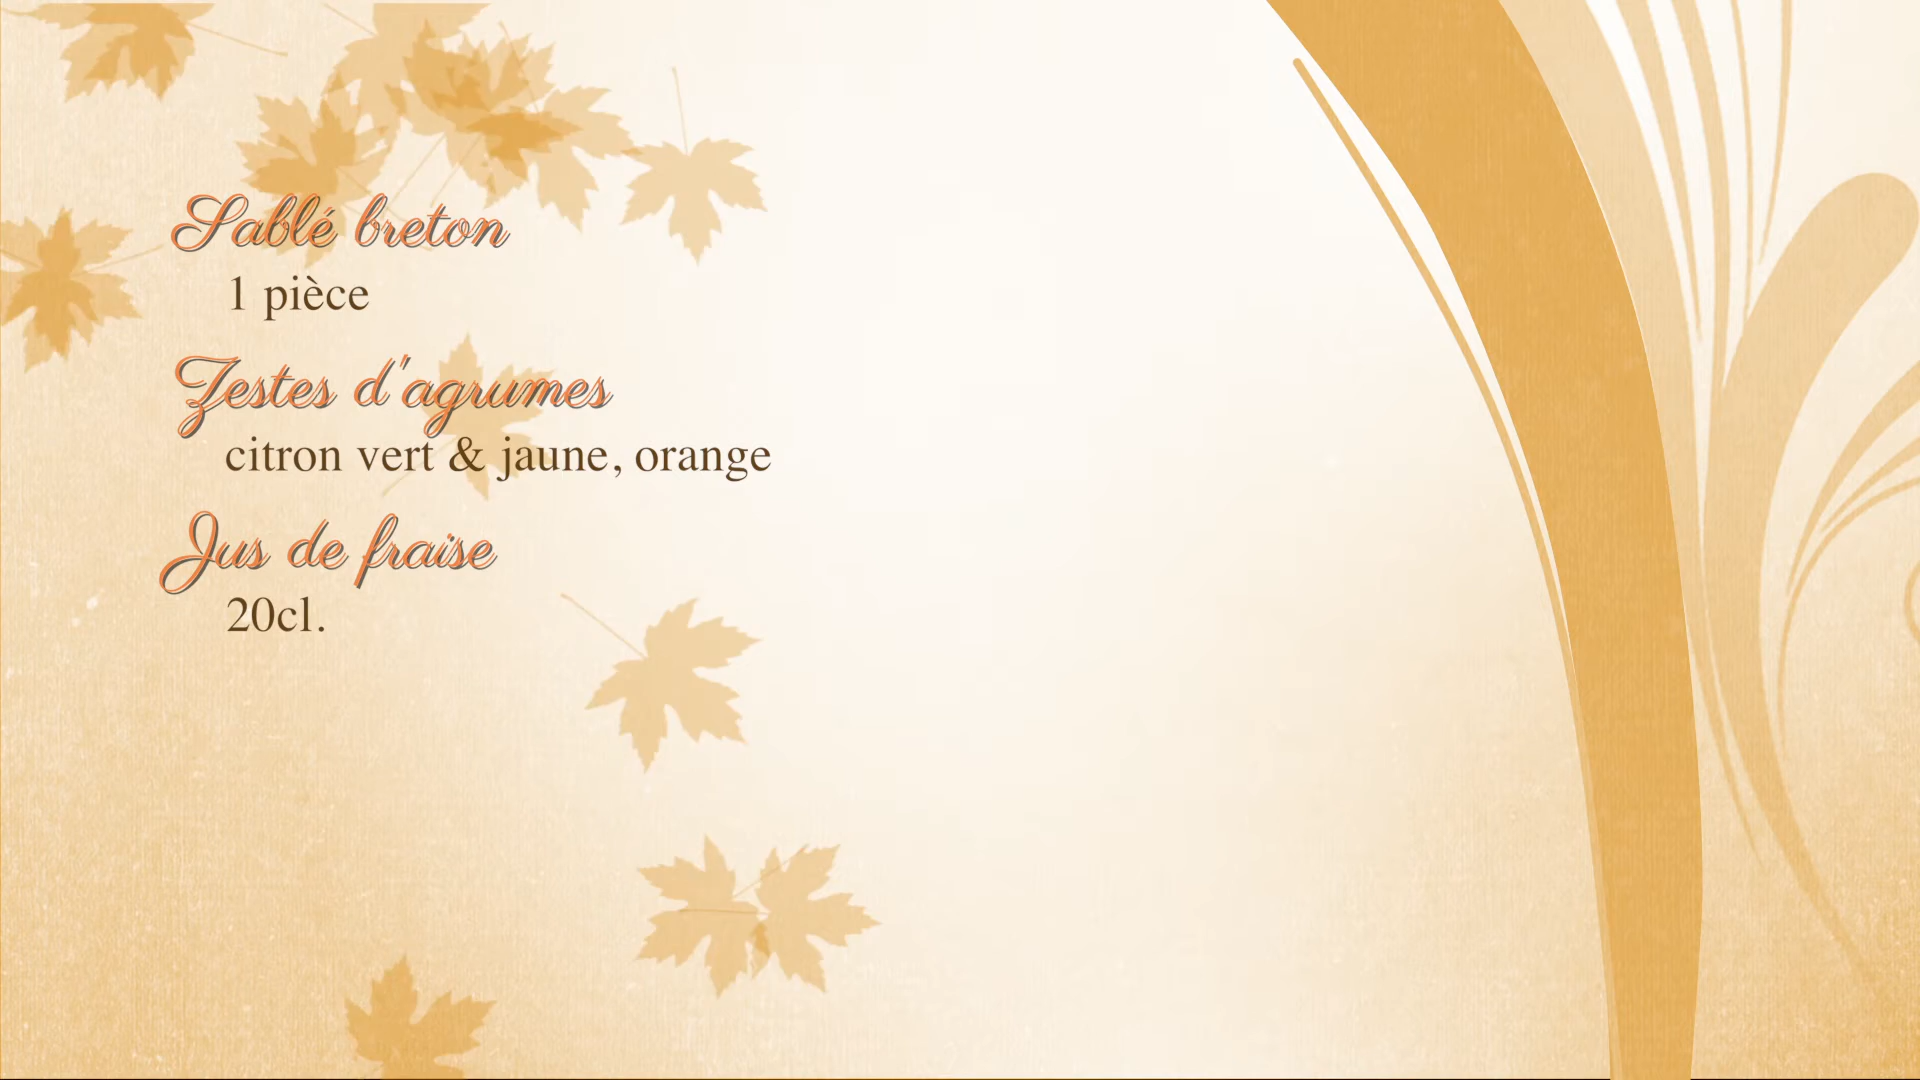 Sablé breton
1 pièce
Zestes d'agrumes
citron vert & jaune, orange
Jus de fraise
20cl.